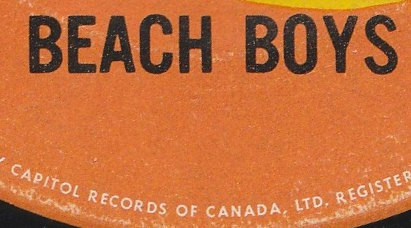 BEACH BOYS
CAPITOL RECORDS OF CANADA, LTD. REGISTER